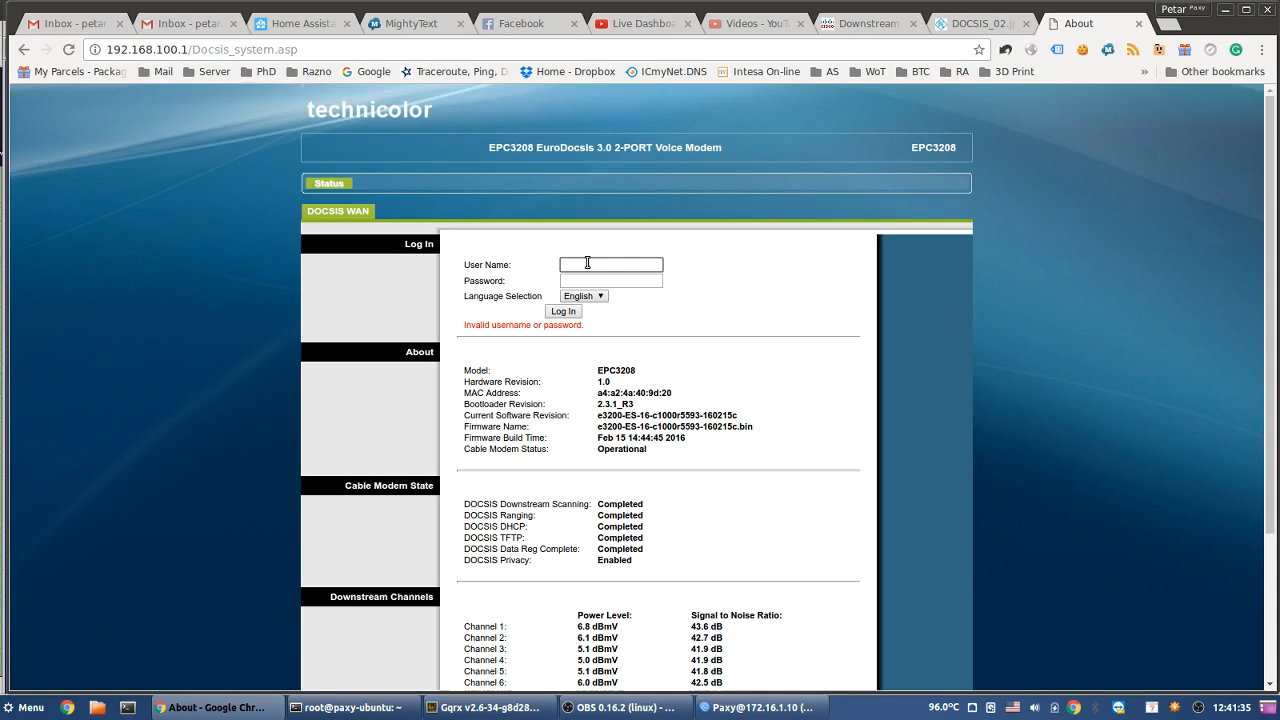 Petar Paxy
Inbox - petar
Inbox - petar
Home Assista
MightyText
Facebook
Live Dashboa
Videos - YouT
Downstream
DOCSIS_02.jp
About
192.168.100.1/Docsis_system.asp
My Parcels - Packag
Mail
Server
PhD
Razno
Google
Traceroute, Ping, D
Home - Dropbox
ICmyNet.DNS
Intesa On-line
AS
WoT
BTC
RA
3D Print
»
Other bookmarks
technicolor
EPC3208 EuroDocsis 3.0 2-PORT Voice Modem EPC3208
Status
DOCSIS WAN
Log In
User Name:
Password:
Language Selection English
Log In
Invalid username or password.
About
Model: EPC3208
Hardware Revision: 1.0
MAC Address: a4:a2:4a:40:9d:20
Bootloader Revision: 2.3.1_R3
Current Software Revision: e3200-ES-16-c1000r5593-160215c
Firmware Name: e3200-ES-16-c1000r5593-160215c.bin
Firmware Build Time: Feb 15 14:44:45 2016
Cable Modem Status: Operational
Cable Modem State
DOCSIS Downstream Scanning: Completed
DOCSIS Ranging: Completed
DOCSIS DHCP: Completed
DOCSIS TFTP: Completed
DOCSIS Data Reg Complete: Completed
DOCSIS Privacy: Enabled
Downstream Channels
Power Level: Signal to Noise Ratio:
Channel 1: 6.8 dBmV 43.6 dB
Channel 2: 6.1 dBmV 42.7 dB
Channel 3: 5.1 dBmV 41.9 dB
Channel 4: 5.0 dBmV 41.9 dB
Channel 5: 5.1 dBmV 41.8 dB
Channel 6: 6.0 dBmV 42.5 dB
Menu
About - Google Chr...
root@paxy-ubuntu: ~
Gqrx v2.6-34-g8d28...
OBS 0.16.2 (linux) - ...
Paxy@172.16.1.10 (...
96.0°C
12:41:35